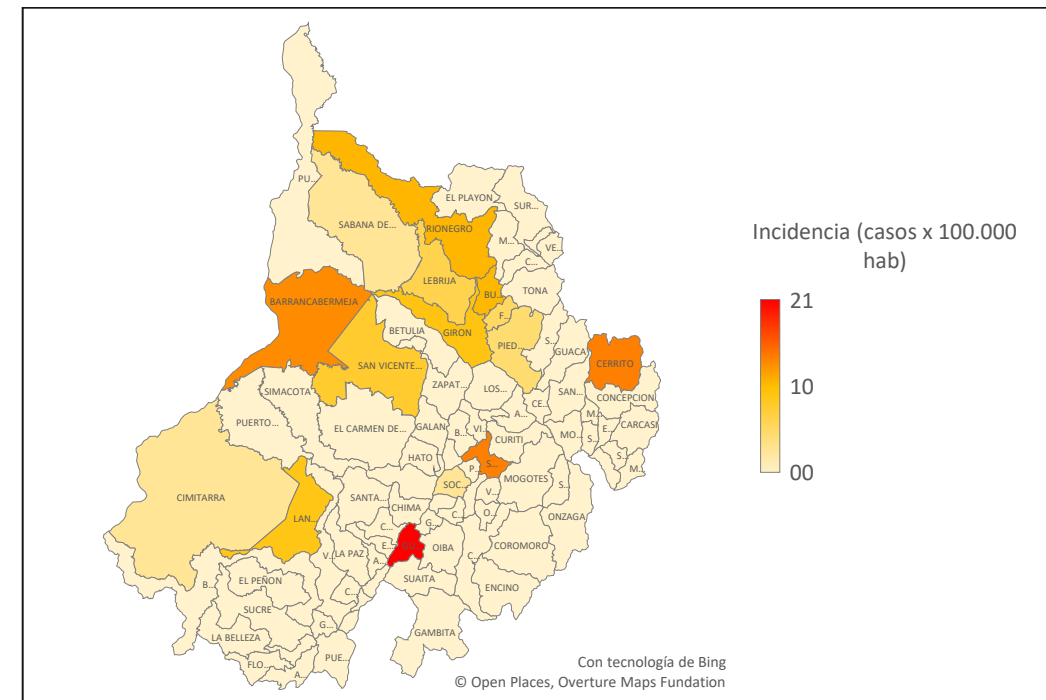 PU...
EL PLAYON
SUR...
SABANA DE...
RIONEGRO
M...
VE...
C...
LEBRIJA
TONA
BU...
BARRANCABERMEJA
F...
BETULIA
GIRON
PIED...
S...
GUACA
CERRITO
SAN VICENTE...
SIMACOTA
ZAPAT...
LOS...
CE...
SAN...
CONCEPCION
PUERTO...
EL CARMEN DE...
GALAN
B...
VI...
A...
CURITI
MO...
M...
S...
E...
CARCASI
HATO
P...
S...
MOGOTES
S...
S...
M...
CIMITARRA
SANTA...
SOC...
V...
CHIMA
LAN...
C...
G...
C...
O...
ONZAGA
V...
LA PAZ
E...
A...
OIBA
C...
COROMORO
B...
EL PEÑON
SUAITA
ENCINO
SUCRE
C...
LA BELLEZA
G...
GAMBITA
FLO...
PUE...
A...
Incidencia (casos x 100.000
hab)
21
10
00
Con tecnología de Bing
© Open Places, Overture Maps Fundation